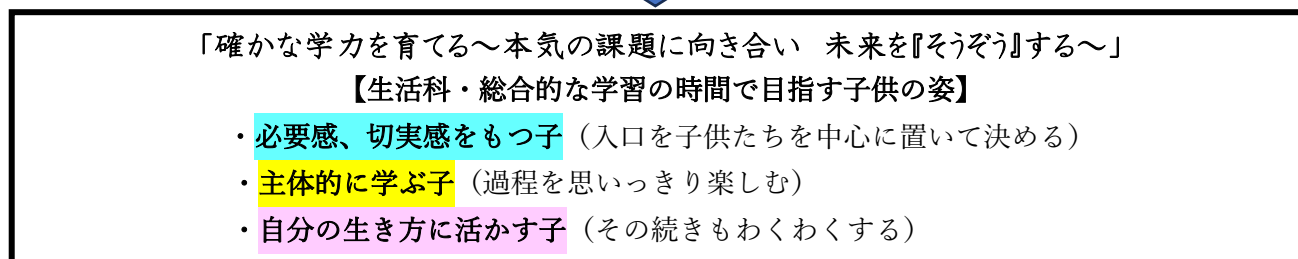 「確かな学力を育てる～本気の課題に向き合い　未来を『そうぞう』する～」
【生活科・総合的な学習の時間で目指す子供の姿】
・必要感、切実感をもつ子（入口を子供たちを中心に置いて決める）
・主体的に学ぶ子（過程を思いっきり楽しむ）
・自分の生き方に活かす子（その続きもわくわくする）